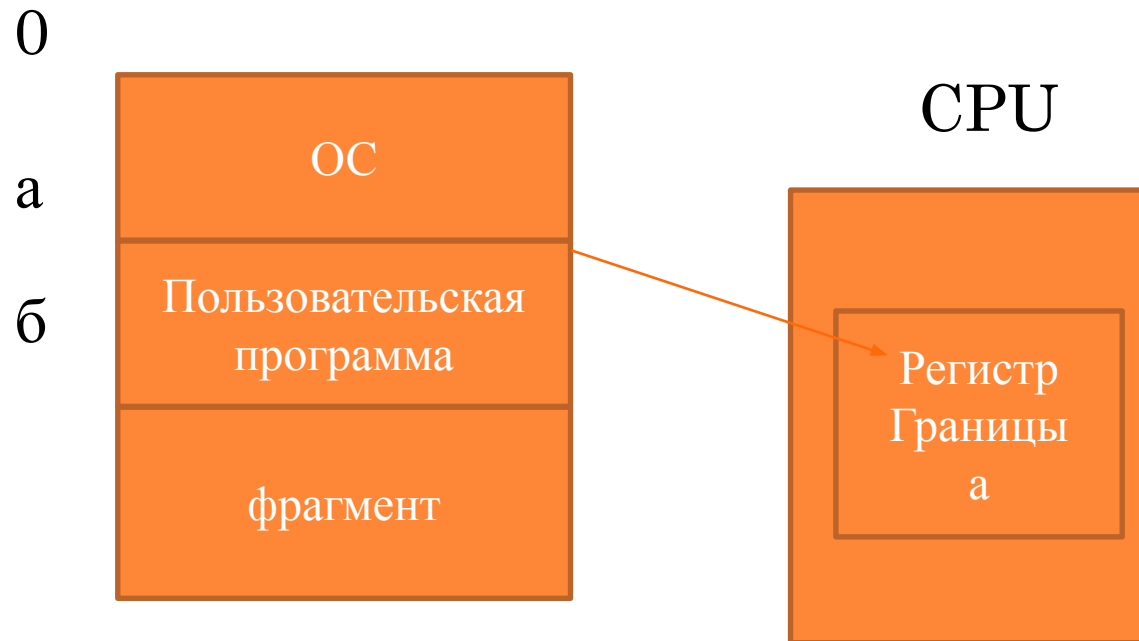 0
CPU
ОС
а
Пользовательская
программа
б
Регистр
Границы
а
фрагмент